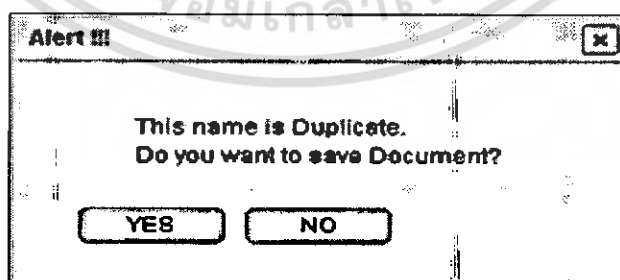 Alert !!!
This name is Duplicate.
Do you want to save Document?
YES
NO